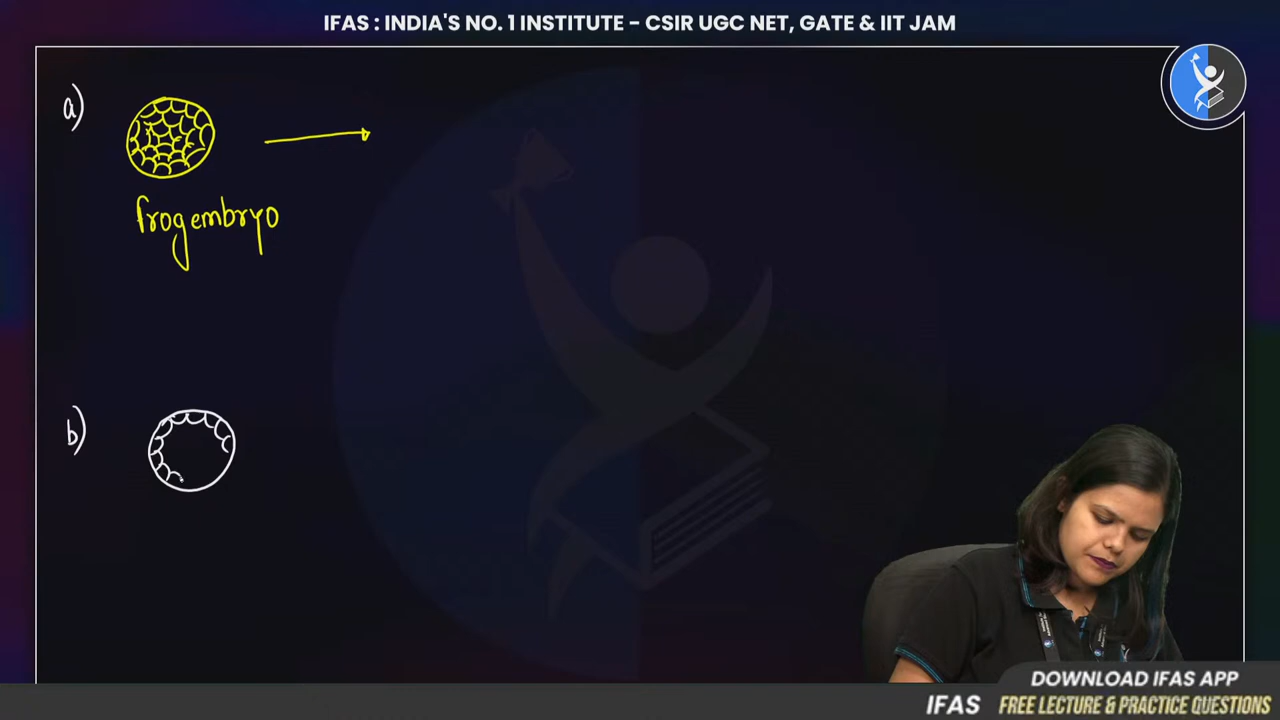 IFAS : INDIA'S NO. 1 INSTITUTE - CSIR UGC NET, GATE & IIT JAM
a)
frog embryo
b)
DOWNLOAD IFAS APP
IFAS FREE LECTURE & PRACTICE QUESTIONS